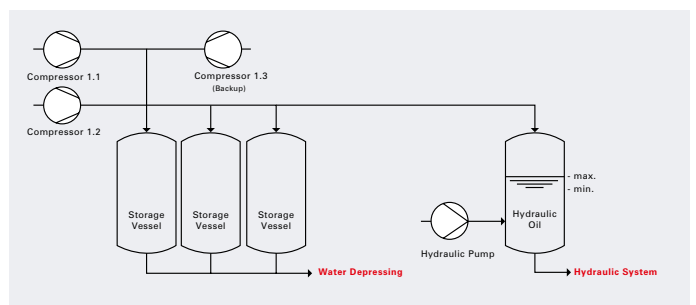 Compressor 1.1
Compressor 1.3
(Backup)
Compressor 1.2
Storage
Vessel
Storage
Vessel
Storage
Vessel
- max.
- min.
Hydraulic
Oil
Hydraulic Pump
Water Depressing
Hydraulic System